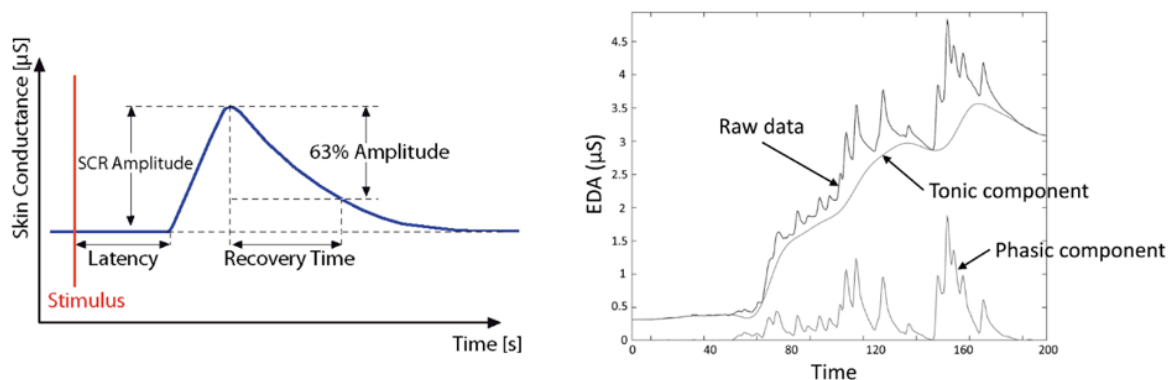 Skin Conductance [µS]
SCR Amplitude
63% Amplitude
Latency
Recovery Time
Stimulus
Time [s]
EDA (µS)
4.5
4
3.5
3
2.5
2
1.5
1
0.5
0
Raw data
Tonic component
Phasic component
0
40
80
120
160
200
Time